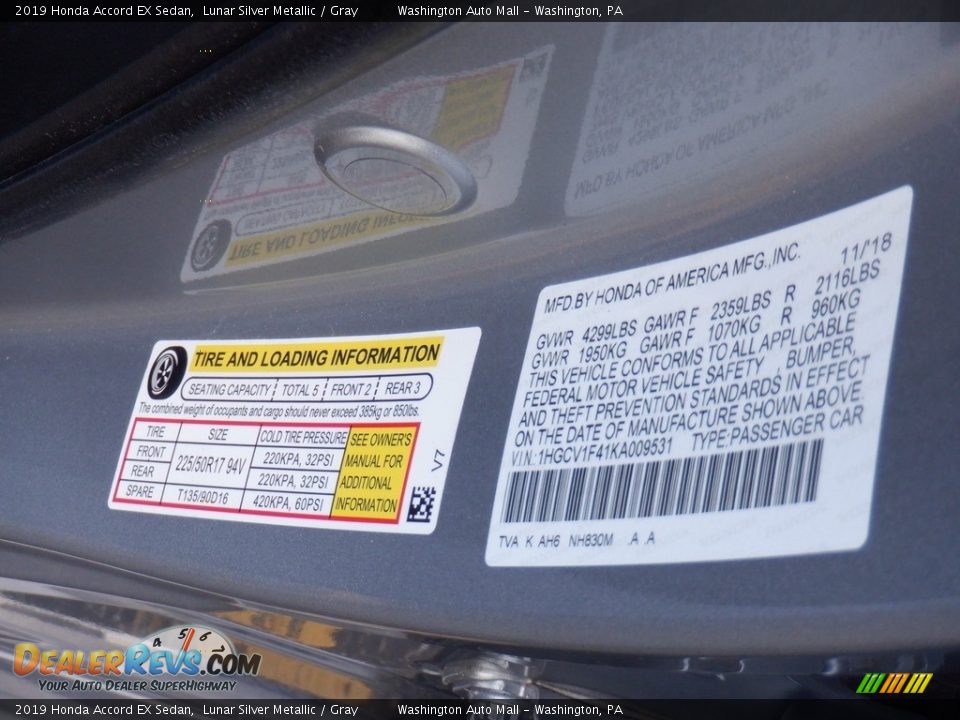 2019 Honda Accord EX Sedan, Lunar Silver Metallic / Gray Washington Auto Mall - Washington, PA
MFD.BY HONDA OF AMERICA MFG.,INC. 11/'18
GVWR 4299LBS GAWR F 2359LBS R 2116LBS
GVWR 1950KG GAWR F 1070KG R 960KG
THIS VEHICLE CONFORMS TO ALL APPLICABLE
FEDERAL MOTOR VEHICLE SAFETY , BUMPER,
AND THEFT PREVENTION STANDARDS IN EFFECT
ON THE DATE OF MANUFACTURE SHOWN ABOVE.
V.I.N.:1HGCV1F41KA009531 TYPE:PASSENGER CAR
TVA K AH6 NH830M .A .A
TIRE AND LOADING INFORMATION
SEATING CAPACITY TOTAL 5 FRONT 2 REAR 3
The combined weight of occupants and cargo should never exceed 385kg or 850lbs.
TIRE SIZE COLD TIRE PRESSURE
FRONT 225/50R17 94V 220KPA, 32PSI
REAR 220KPA, 32PSI
SPARE T135/90D16 420KPA, 60PSI
SEE OWNER'S
MANUAL FOR
ADDITIONAL
INFORMATION
V7
4 5 6
DEALERREVS.COM
YOUR AUTO DEALER SUPERHIGHWAY
2019 Honda Accord EX Sedan, Lunar Silver Metallic / Gray Washington Auto Mall - Washington, PA